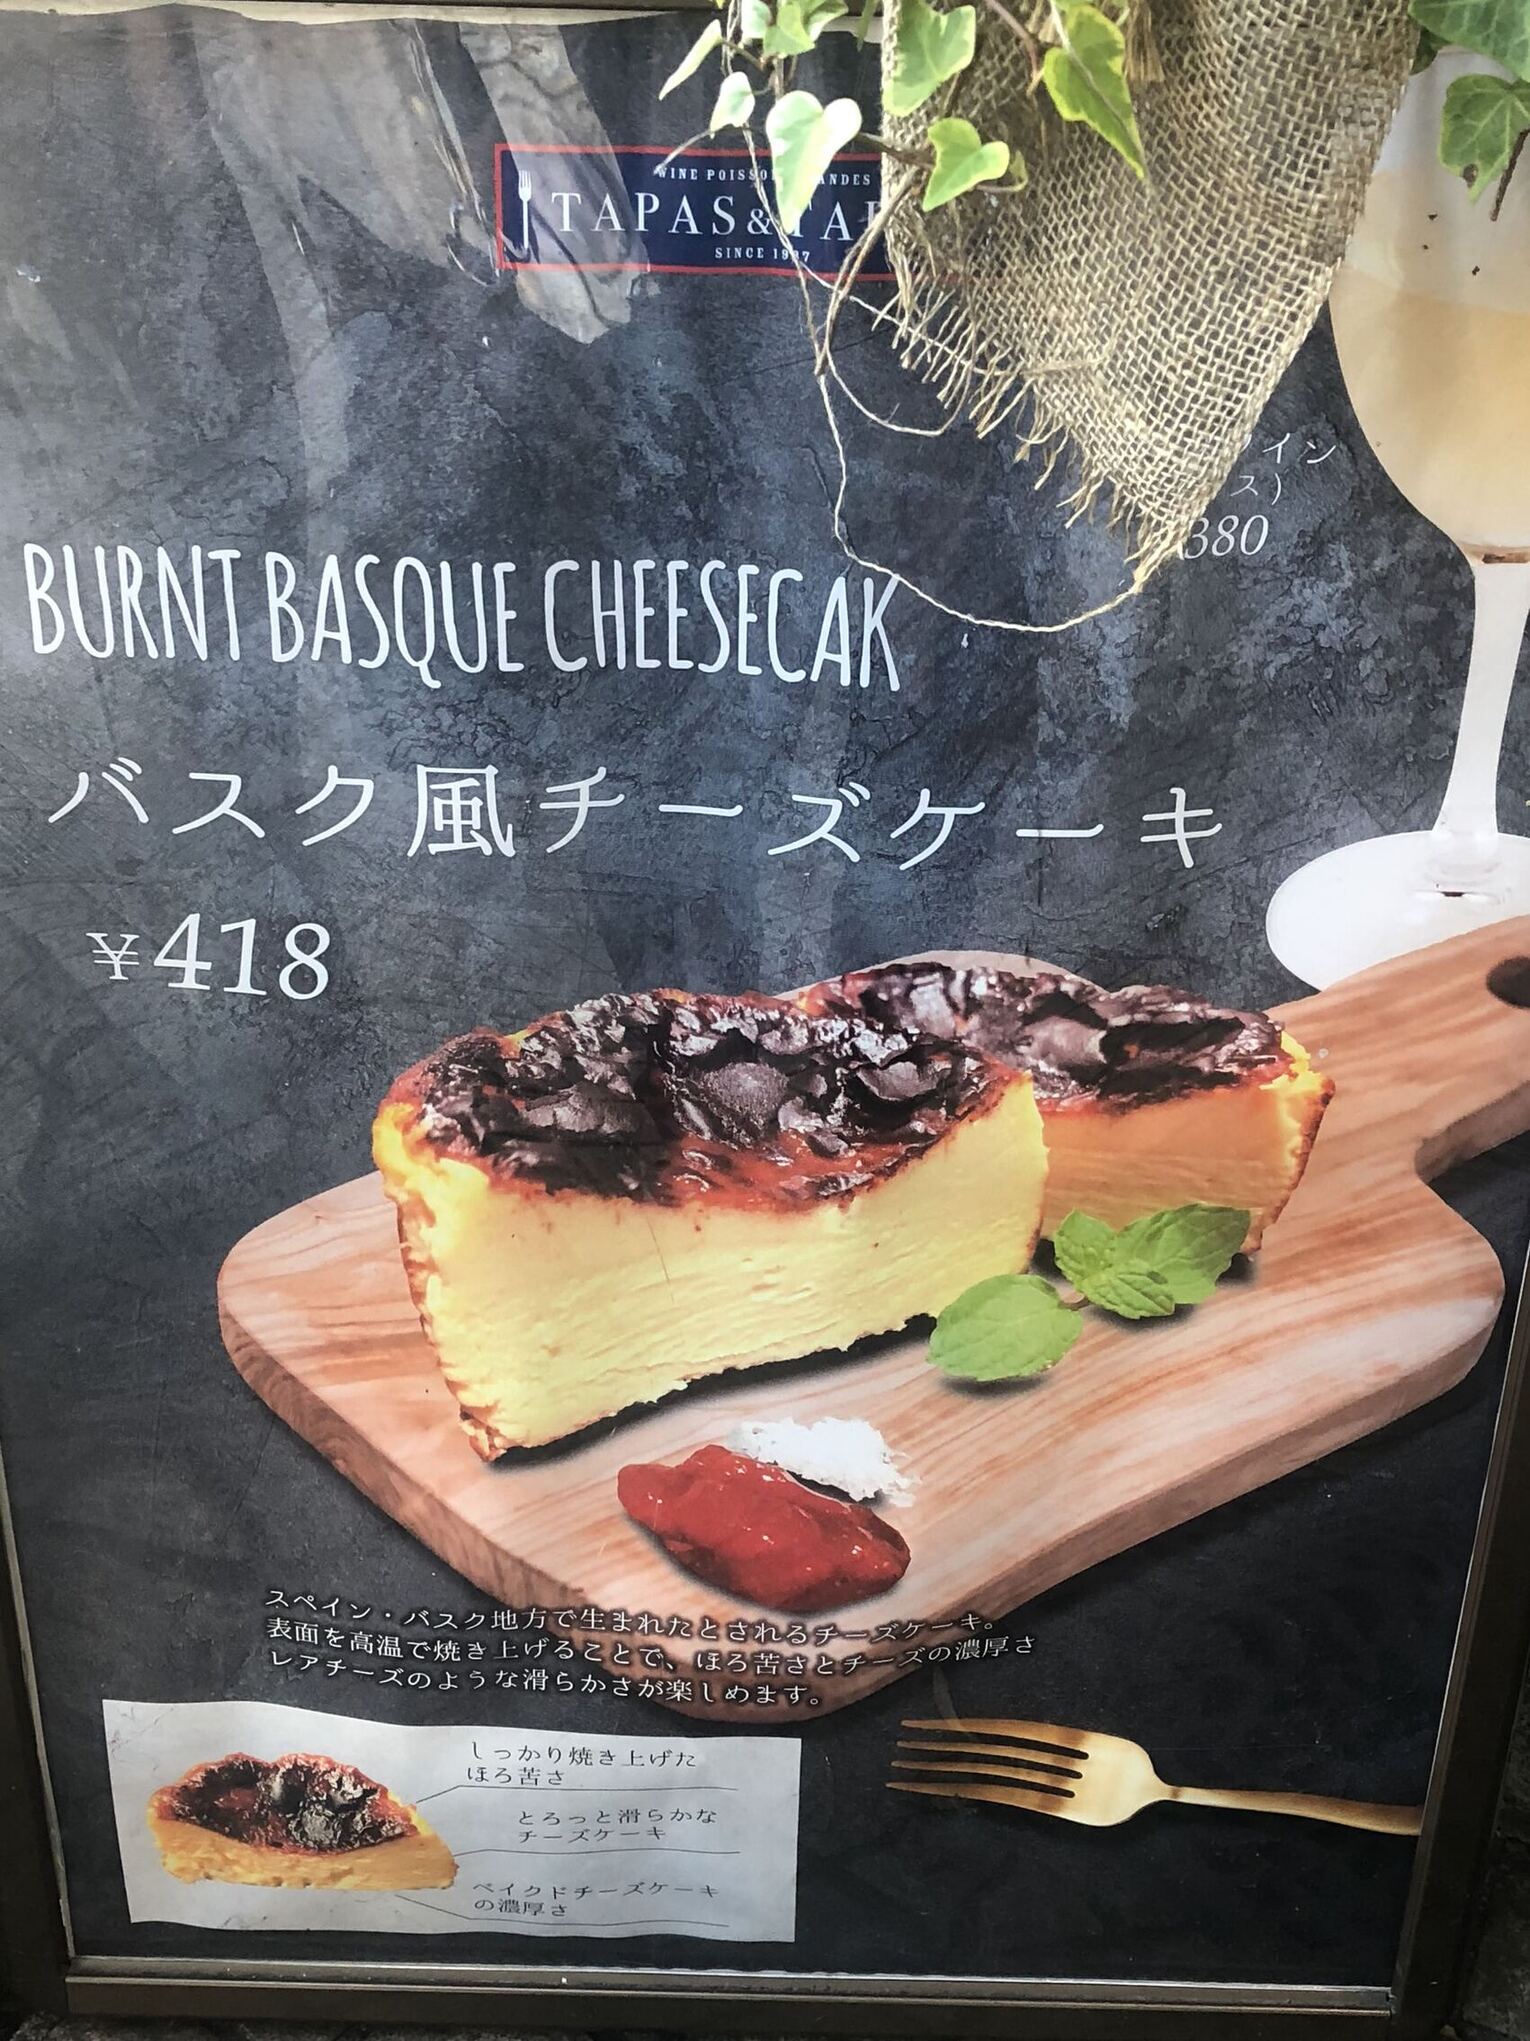 WINE
TAPAS &
SINCE
イン
ス)
380
BURNT BASQUE CHEESECAK
バスク風チーズケーキ
¥418
スペイン・バスク地方で生まれたとされるチーズケーキ。
表面を高温で焼き上げることで、ほろ苦さとチーズの濃厚さ
レアチーズのような滑らかさが楽しめます。
しっかり焼き上げた
ほろ苦さ
とろっと滑らかな
チーズケーキ
ベイクドチーズケーキ
の濃厚さ